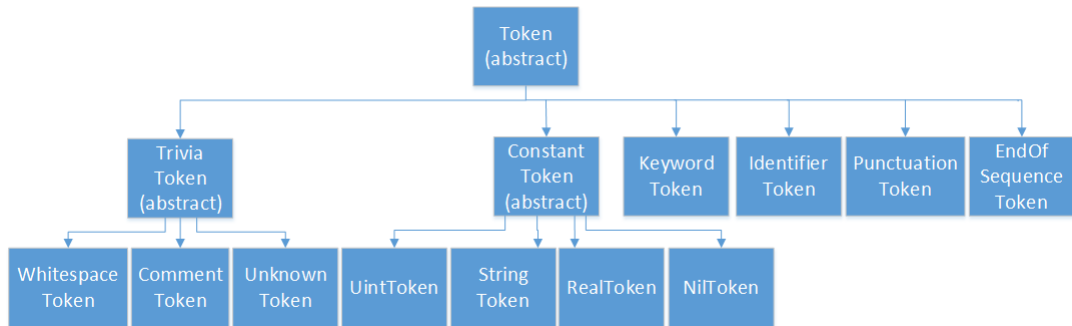 Token
(abstract)
Trivia
Token
(abstract)
Constant
Token
(abstract)
Keyword
Token
Identifier
Token
Punctuation
Token
EndOf
Sequence
Token
Whitespace
Token
Comment
Token
Unknown
Token
UintToken
String
Token
RealToken
NilToken